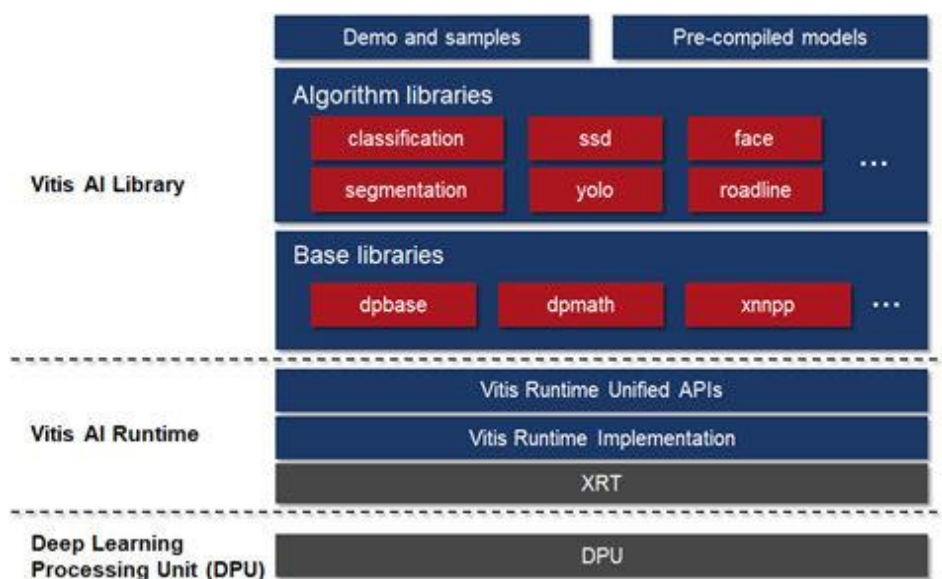 Demo and samples
Pre-compiled models
Vitis AI Library
Algorithm libraries
classification
ssd
face
...
segmentation
yolo
roadline
Base libraries
dpbase
dpmath
xnnpp
...
Vitis AI Runtime
Vitis Runtime Unified APIs
Vitis Runtime Implementation
XRT
Deep Learning
Processing Unit (DPU)
DPU